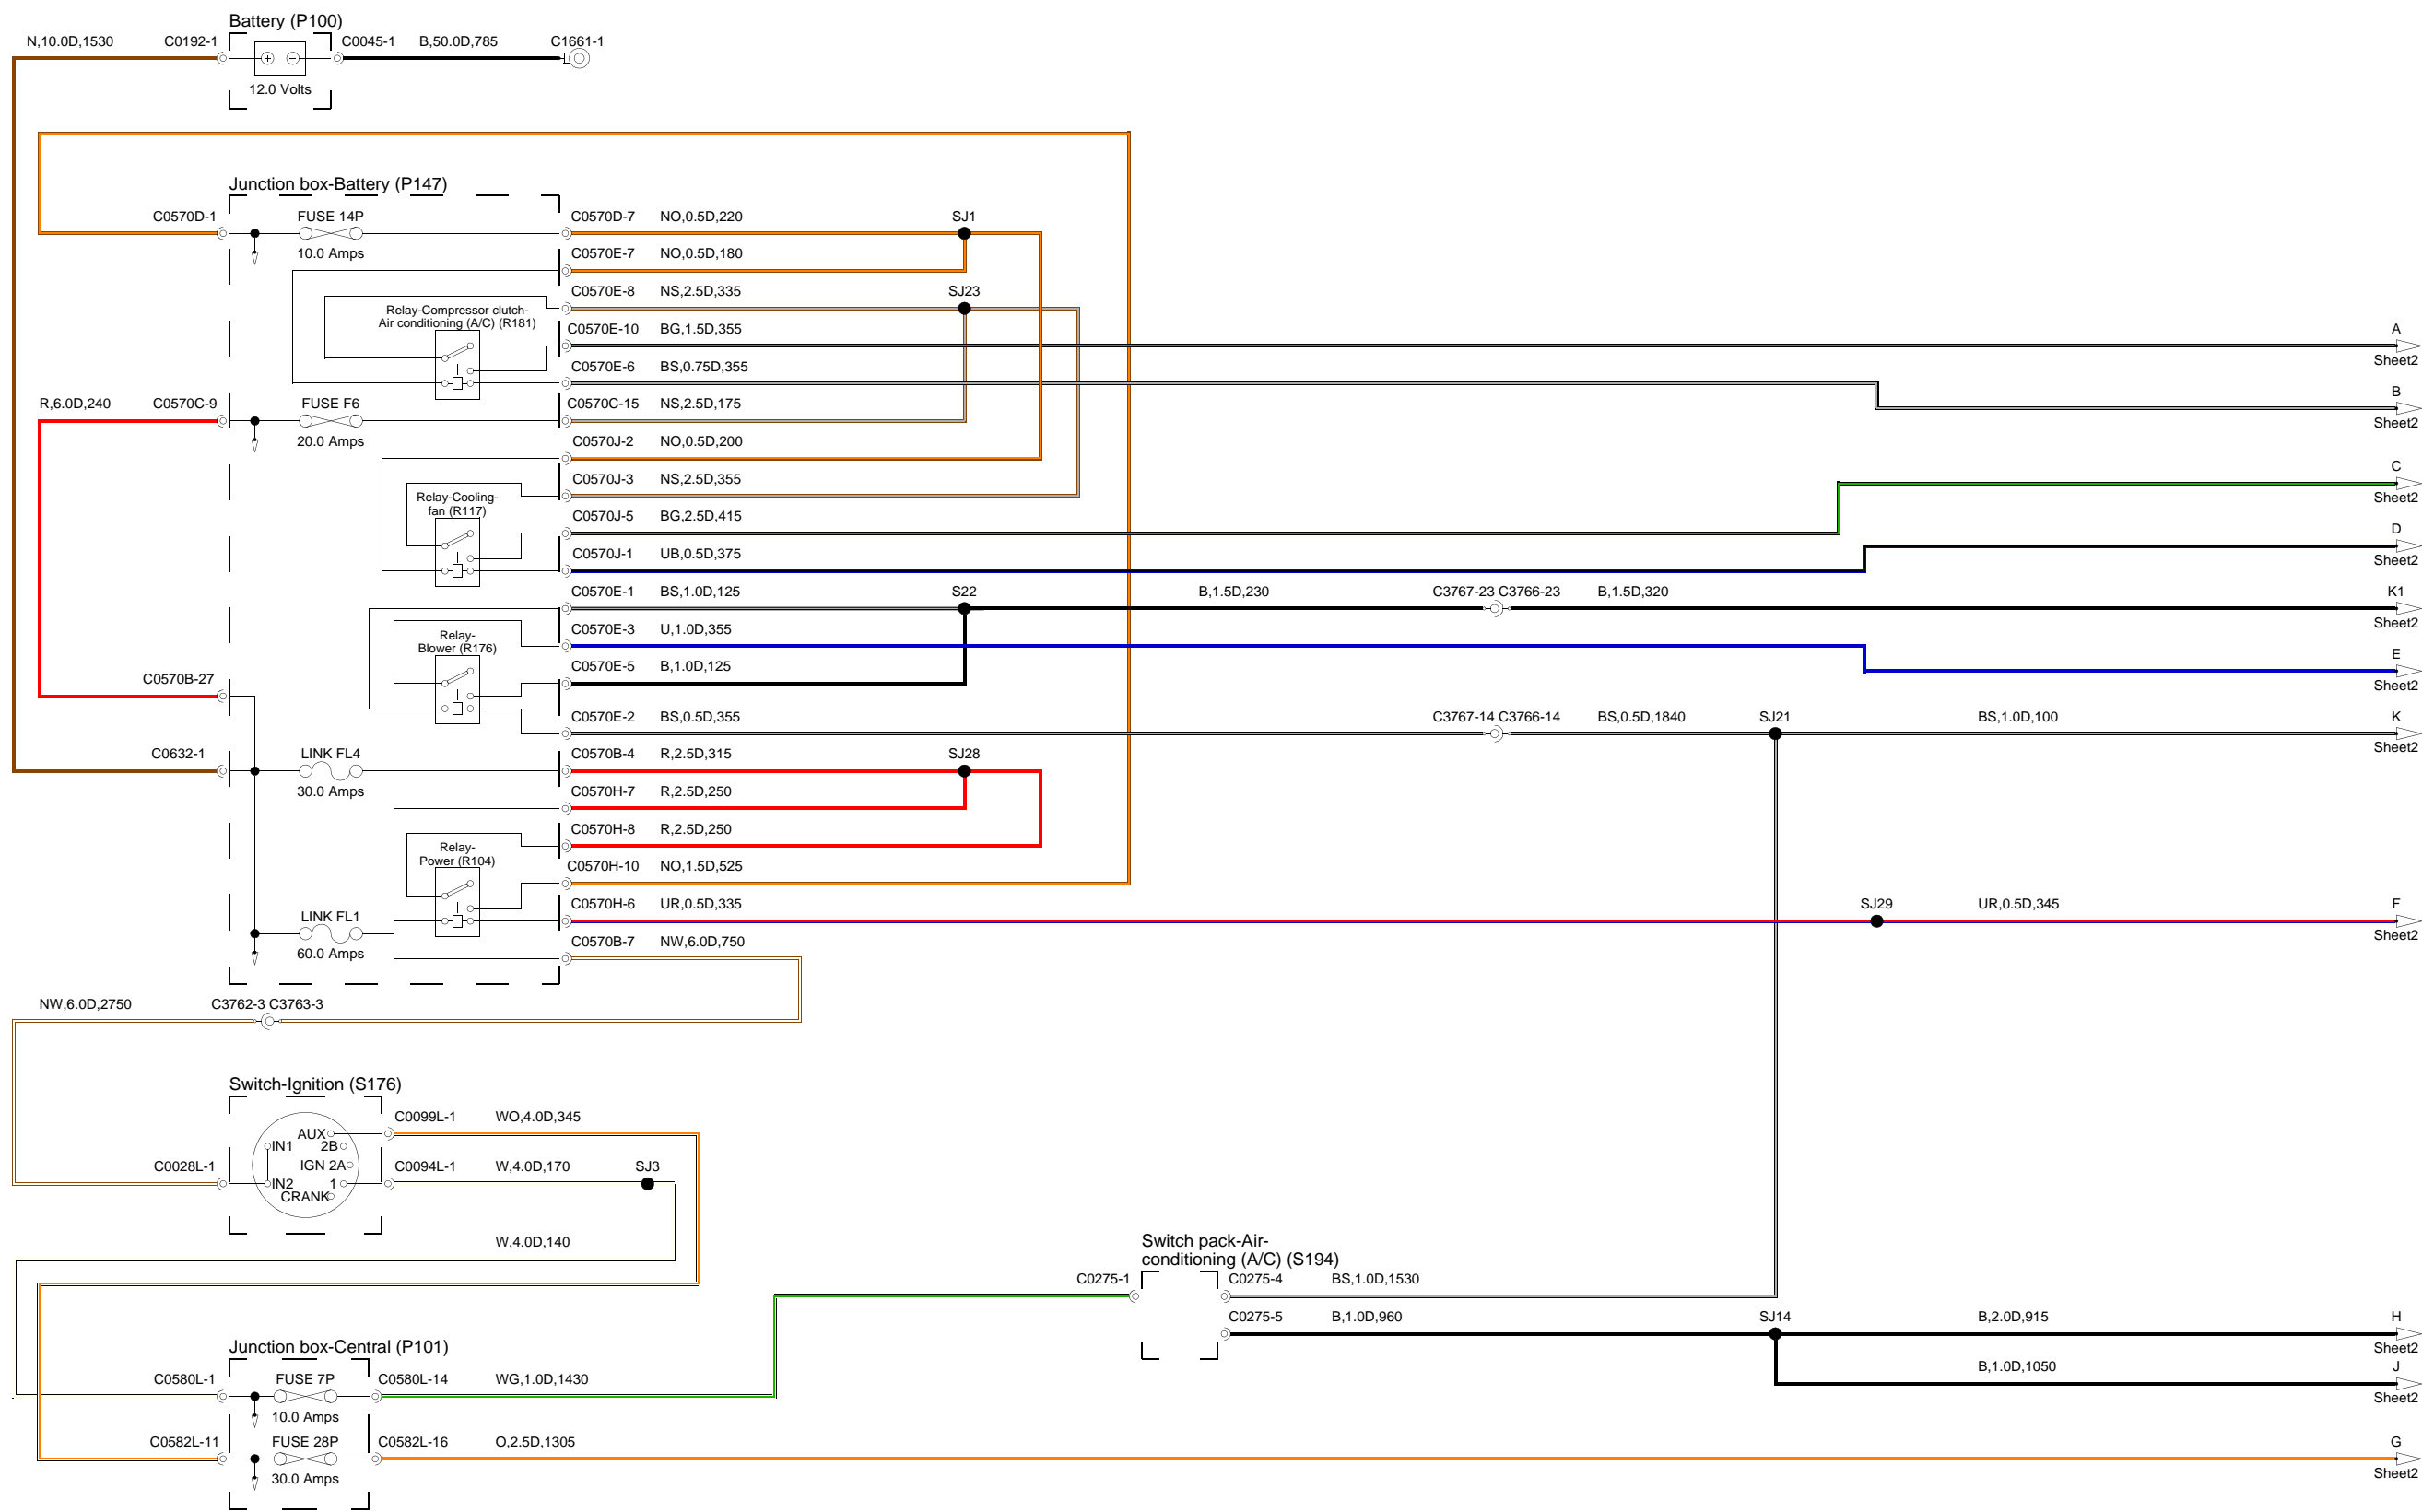 Battery (P100)
N,10.0D,1530 C0192-1 C0045-1 B,50.0D,785 C1661-1
12.0 Volts
Junction box-Battery (P147)
C0570D-1 FUSE 14P C0570D-7 NO,0.5D,220 SJ1
10.0 Amps C0570E-7 NO,0.5D,180
C0570E-8 NS,2.5D,335 SJ23
Relay-Compressor clutch-
Air conditioning (A/C) (R181)
C0570E-10 BG,1.5D,355 A
Sheet2
C0570E-6 BS,0.75D,355
B
Sheet2
R,6.0D,240 C0570C-9 FUSE F6 C0570C-15 NS,2.5D,175
20.0 Amps C0570J-2 NO,0.5D,200
C
Sheet2
C0570J-3 NS,2.5D,355
Relay-Cooling-
fan (R117)
C0570J-5 BG,2.5D,415
D
Sheet2
C0570J-1 UB,0.5D,375
C0570E-1 BS,1.0D,125 S22 B,1.5D,230 C3767-23 C3766-23 B,1.5D,320 K1
Sheet2
C0570E-3 U,1.0D,355
Relay-
Blower (R176)
E
Sheet2
C0570E-5 B,1.0D,125
C0570B-27
C0570E-2 BS,0.5D,355 C3767-14 C3766-14 BS,0.5D,1840 SJ21 BS,1.0D,100 K
Sheet2
C0632-1 LINK FL4 C0570B-4 R,2.5D,315 SJ28
30.0 Amps C0570H-7 R,2.5D,250
C0570H-8 R,2.5D,250
Relay-
Power (R104)
C0570H-10 NO,1.5D,525
C0570H-6 UR,0.5D,335 SJ29 UR,0.5D,345 F
Sheet2
LINK FL1
60.0 Amps C0570B-7 NW,6.0D,750
NW,6.0D,2750 C3762-3 C3763-3
Switch-Ignition (S176)
C0099L-1 WO,4.0D,345
AUX
IN1 2B
IGN 2A
C0028L-1 C0094L-1 W,4.0D,170 SJ3
IN2 1
CRANK
W,4.0D,140
Switch pack-Air-
conditioning (A/C) (S194)
C0275-1 C0275-4 BS,1.0D,1530
C0275-5 B,1.0D,960 SJ14 B,2.0D,915 H
Sheet2
Junction box-Central (P101)
B,1.0D,1050 J
Sheet2
C0580L-1 FUSE 7P C0580L-14 WG,1.0D,1430
10.0 Amps
C0582L-11 FUSE 28P C0582L-16 O,2.5D,1305 G
Sheet2
30.0 Amps